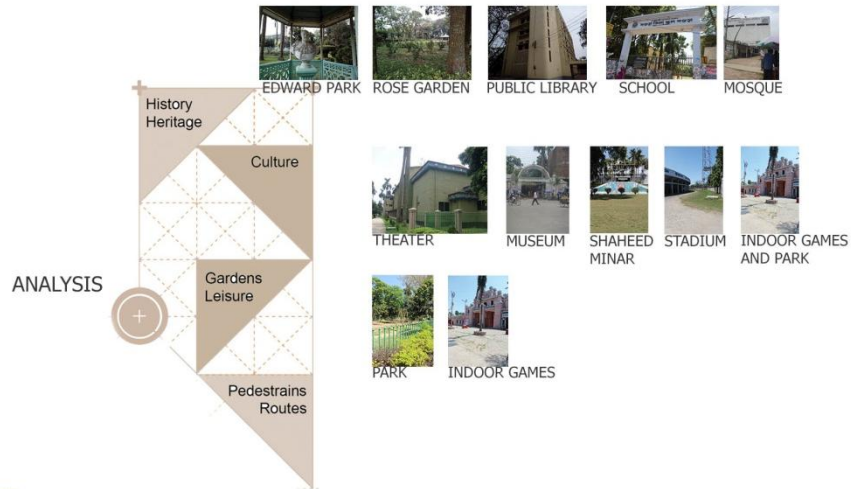 EDWARD PARK
ROSE GARDEN
PUBLIC LIBRARY
SCHOOL
MOSQUE
History
Heritage
Culture
THEATER
MUSEUM
SHAHEED
MINAR
STADIUM
INDOOR GAMES
AND PARK
ANALYSIS
Gardens
Leisure
PARK
INDOOR GAMES
Pedestrains
Routes